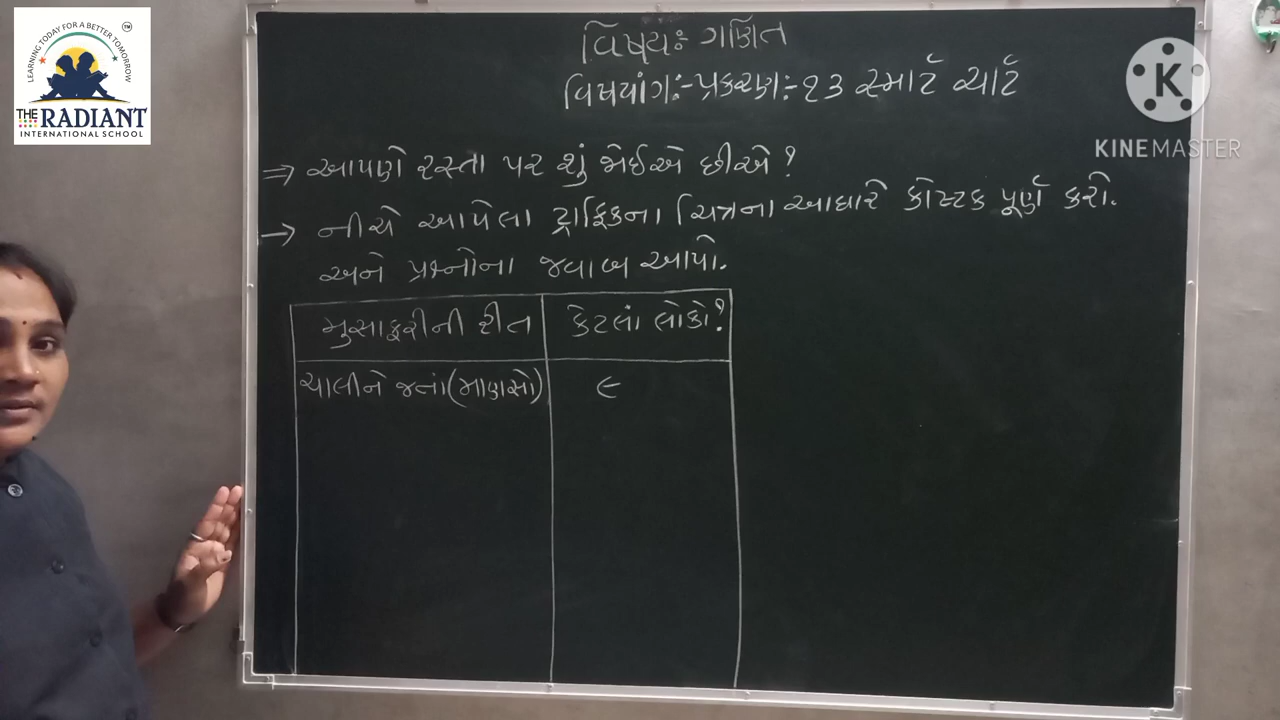 LEARNING TODAY FOR A BETTER TOMORROW
TM
THE RADIANT
INTERNATIONAL SCHOOL
વિષય: ગણિત
વિષયાંગ:-પ્રકરણ:-૧૩ સ્માર્ટ ચાર્ટ
K
KINEMASTER
⇒ આપણે રસ્તા પર શું જોઈએ છીએ?
→ નીચે આપેલા ટ્રાફિકના ચિત્રના આધારે કોષ્ટક પૂર્ણ કરો.
અને પ્રશ્નોના જવાબ આપો.
મુસાફરીની રીત કેટલાં લોકો?
ચાલીને જતાં(માણસો) ૯